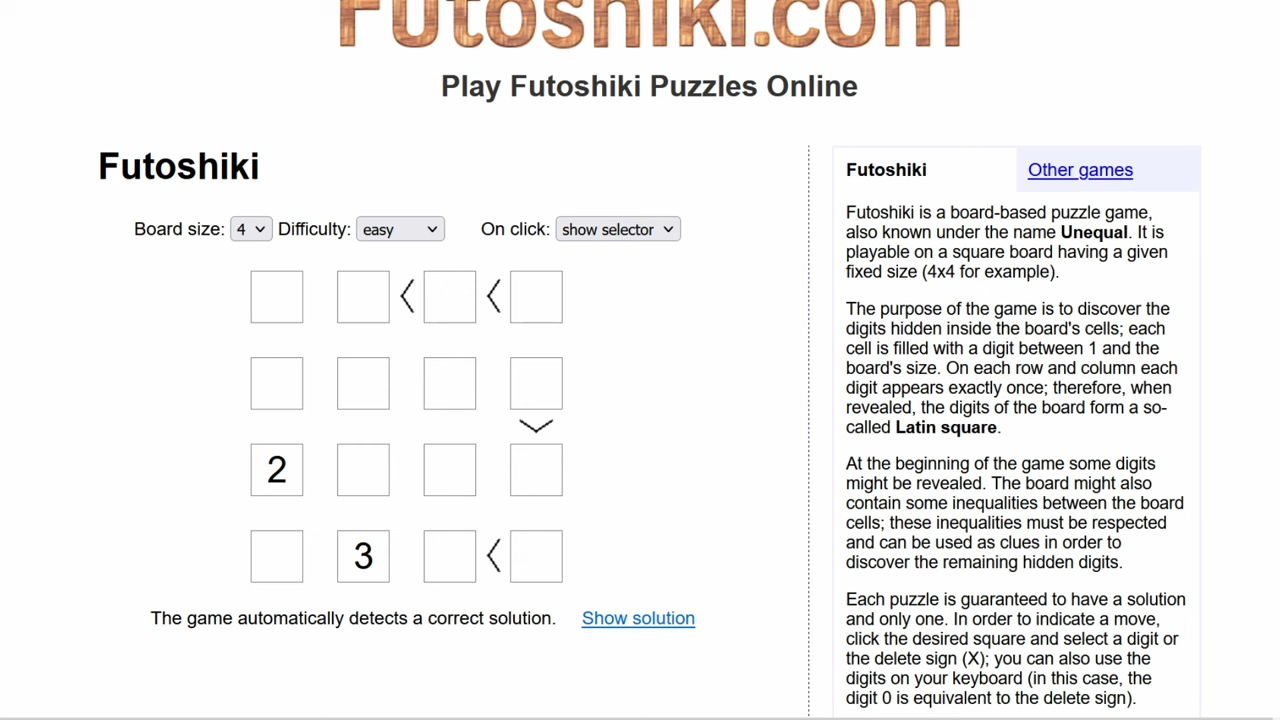 Futoshiki.com
Play Futoshiki Puzzles Online
Futoshiki
Board size: 4 Difficulty: easy On click: show selector
2
3
The game automatically detects a correct solution. Show solution
Futoshiki Other games
Futoshiki is a board-based puzzle game,
also known under the name Unequal. It is
playable on a square board having a given
fixed size (4x4 for example).
The purpose of the game is to discover the
digits hidden inside the board's cells; each
cell is filled with a digit between 1 and the
board's size. On each row and column each
digit appears exactly once; therefore, when
revealed, the digits of the board form a so-
called Latin square.
At the beginning of the game some digits
might be revealed. The board might also
contain some inequalities between the board
cells; these inequalities must be respected
and can be used as clues in order to
discover the remaining hidden digits.
Each puzzle is guaranteed to have a solution
and only one. In order to indicate a move,
click the desired square and select a digit or
the delete sign (X); you can also use the
digits on your keyboard (in this case, the
digit 0 is equivalent to the delete sign).